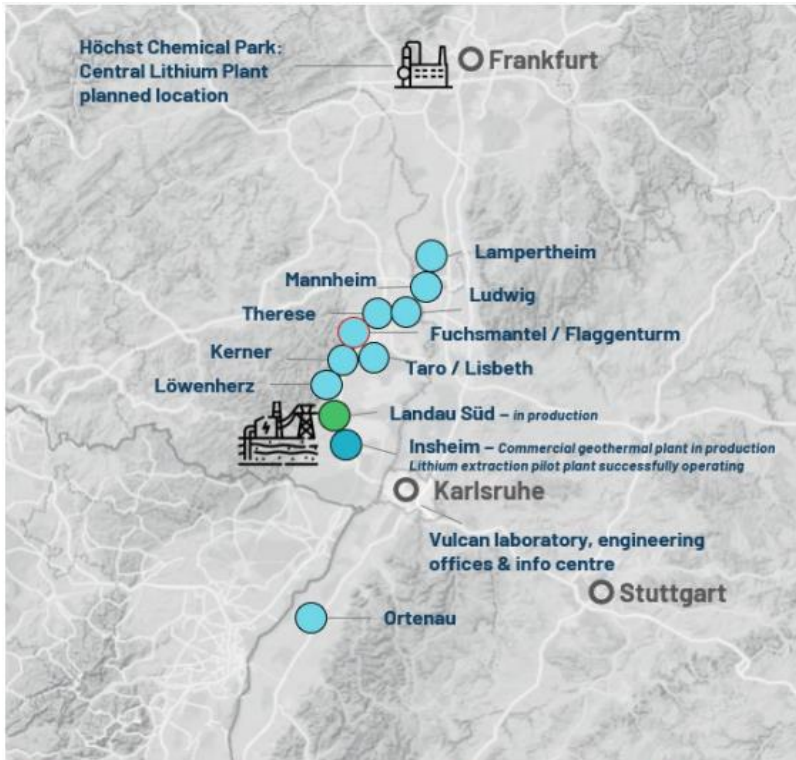 Höchst Chemical Park:
Central Lithium Plant
planned location
Frankfurt
Lampertheim
Mannheim
Ludwig
Therese
Fuchsmantel / Flaggenturm
Kerner
Taro / Lisbeth
Löwenherz
Landau Süd – in production
Insheim – Commercial geothermal plant in production
Lithium extraction pilot plant successfully operating
Karlsruhe
Vulcan laboratory, engineering
offices & info centre
Stuttgart
Ortenau